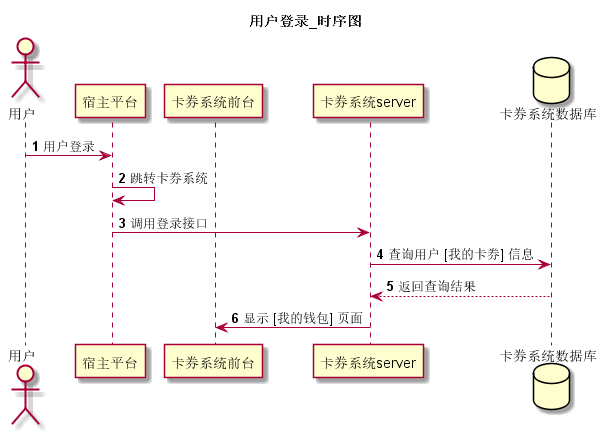 用户登录_时序图
用户
宿主平台
卡券系统前台
卡券系统server
卡券系统数据库
1 用户登录
2 跳转卡券系统
3 调用登录接口
4 查询用户 [我的卡券] 信息
5 返回查询结果
6 显示 [我的钱包] 页面
用户
宿主平台
卡券系统前台
卡券系统server
卡券系统数据库